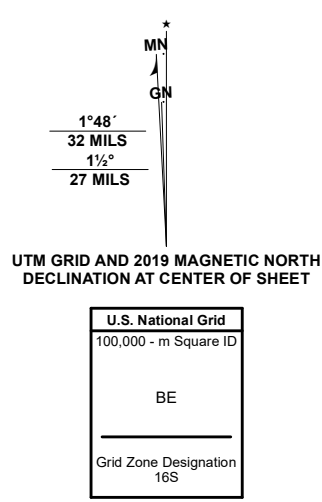 ★
MN
GN
1°48´
32 MILS
1½°
27 MILS
UTM GRID AND 2019 MAGNETIC NORTH
DECLINATION AT CENTER OF SHEET
U.S. National Grid
100,000 - m Square ID
BE
Grid Zone Designation
16S